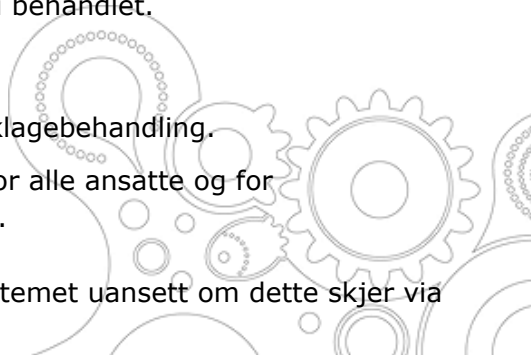 behandlet.
klagebehandling.
or alle ansatte og for
.
temet uansett om dette skjer via